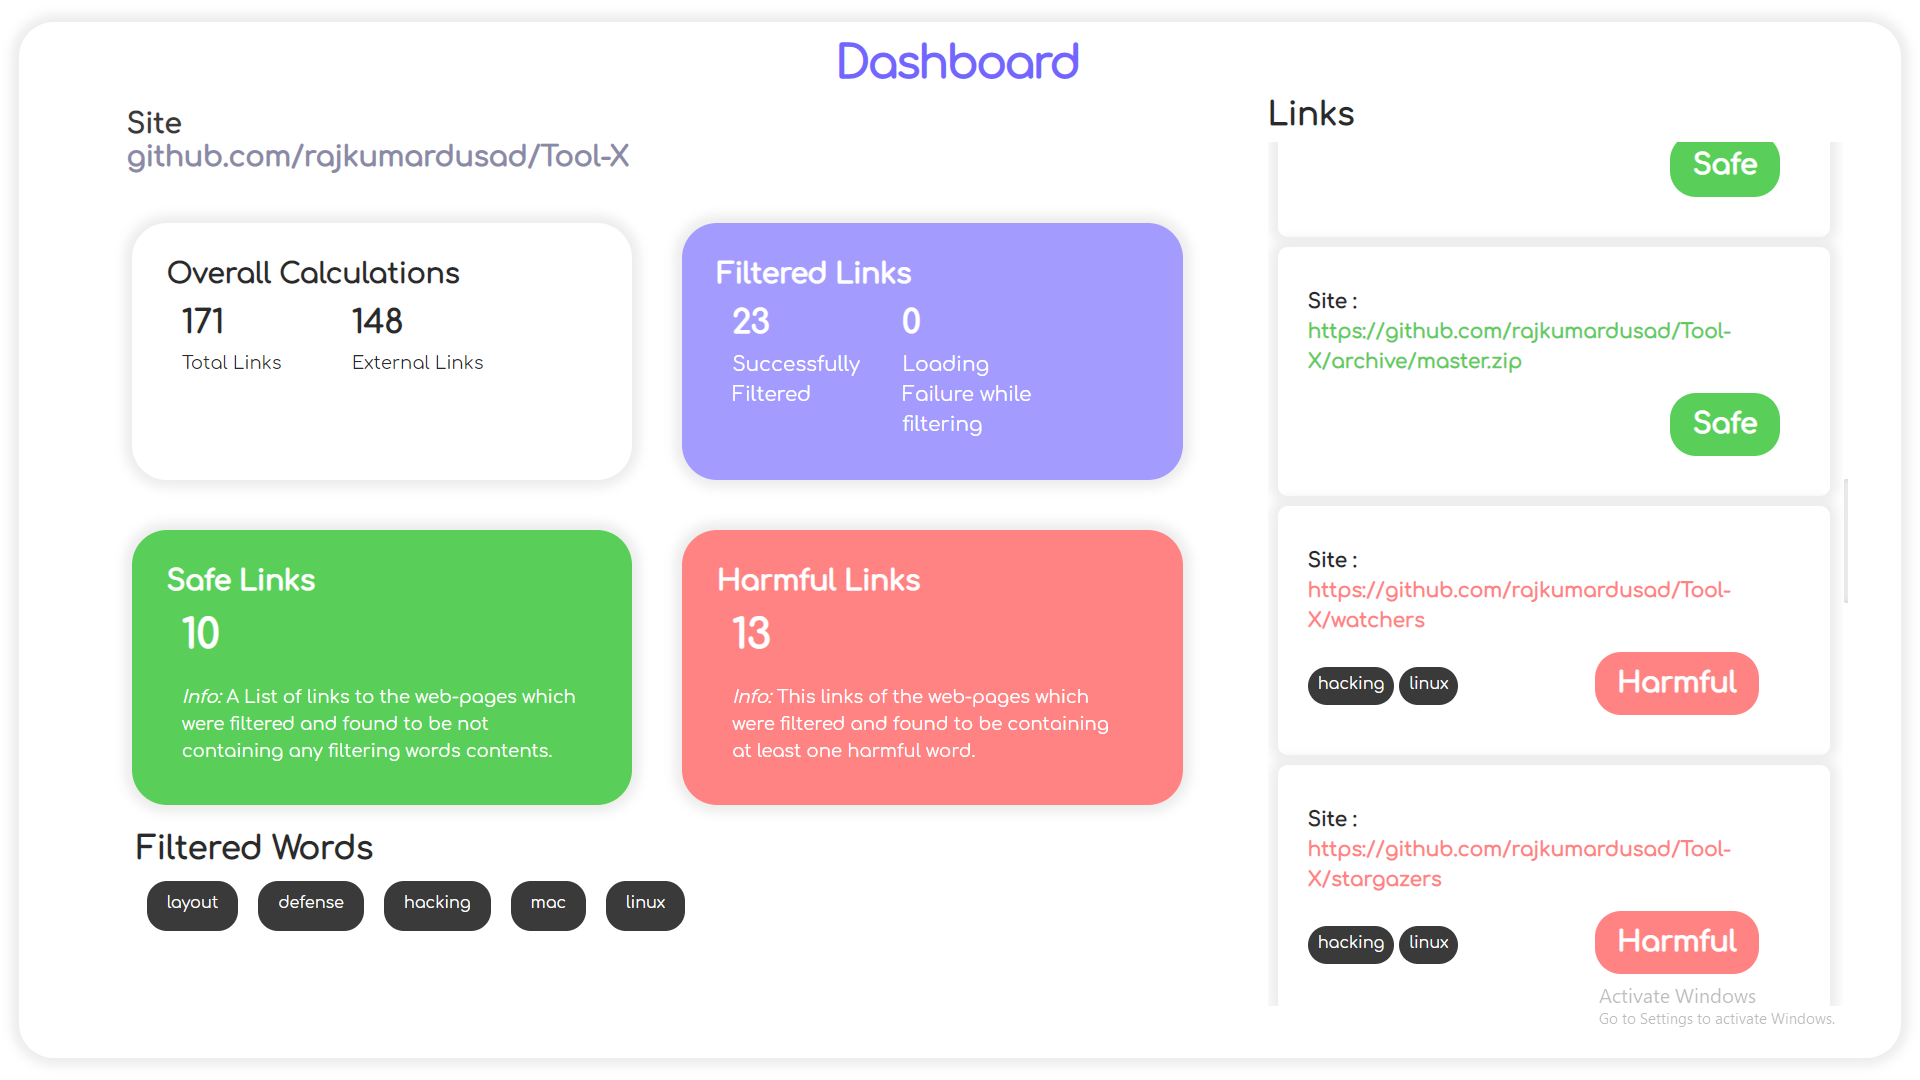 Dashboard
Site
github.com/rajkumardusad/Tool-X
Overall Calculations
171
Total Links
148
External Links
Filtered Links
23
Successfully
Filtered
0
Loading
Failure while
filtering
Safe Links
10
Info: A List of links to the web-pages which
were filtered and found to be not
containing any filtering words contents.
Harmful Links
13
Info: This links of the web-pages which
were filtered and found to be containing
at least one harmful word.
Filtered Words
layout defense hacking mac linux
Links
Safe
Site :
https://github.com/rajkumardusad/Tool-
X/archive/master.zip
Safe
Site :
https://github.com/rajkumardusad/Tool-
X/watchers
hacking linux Harmful
Site :
https://github.com/rajkumardusad/Tool-
X/stargazers
hacking linux Harmful
Activate Windows
Go to Settings to activate Windows.